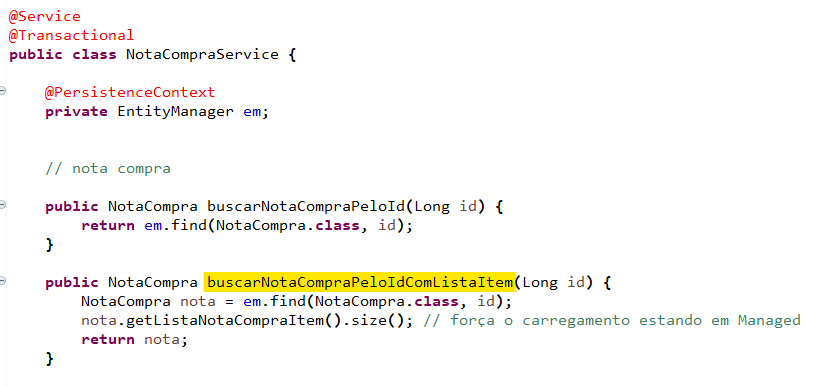 @Service
@Transactional
public class NotaCompraService {
@PersistenceContext
private EntityManager em;
// nota compra
public NotaCompra buscarNotaCompraPeloId(Long id) {
return em.find(NotaCompra.class, id);
}
public NotaCompra buscarNotaCompraPeloIdComListaItem(Long id) {
NotaCompra nota = em.find(NotaCompra.class, id);
nota.getListaNotaCompraItem().size(); // força o carregamento estando em Managed
return nota;
}